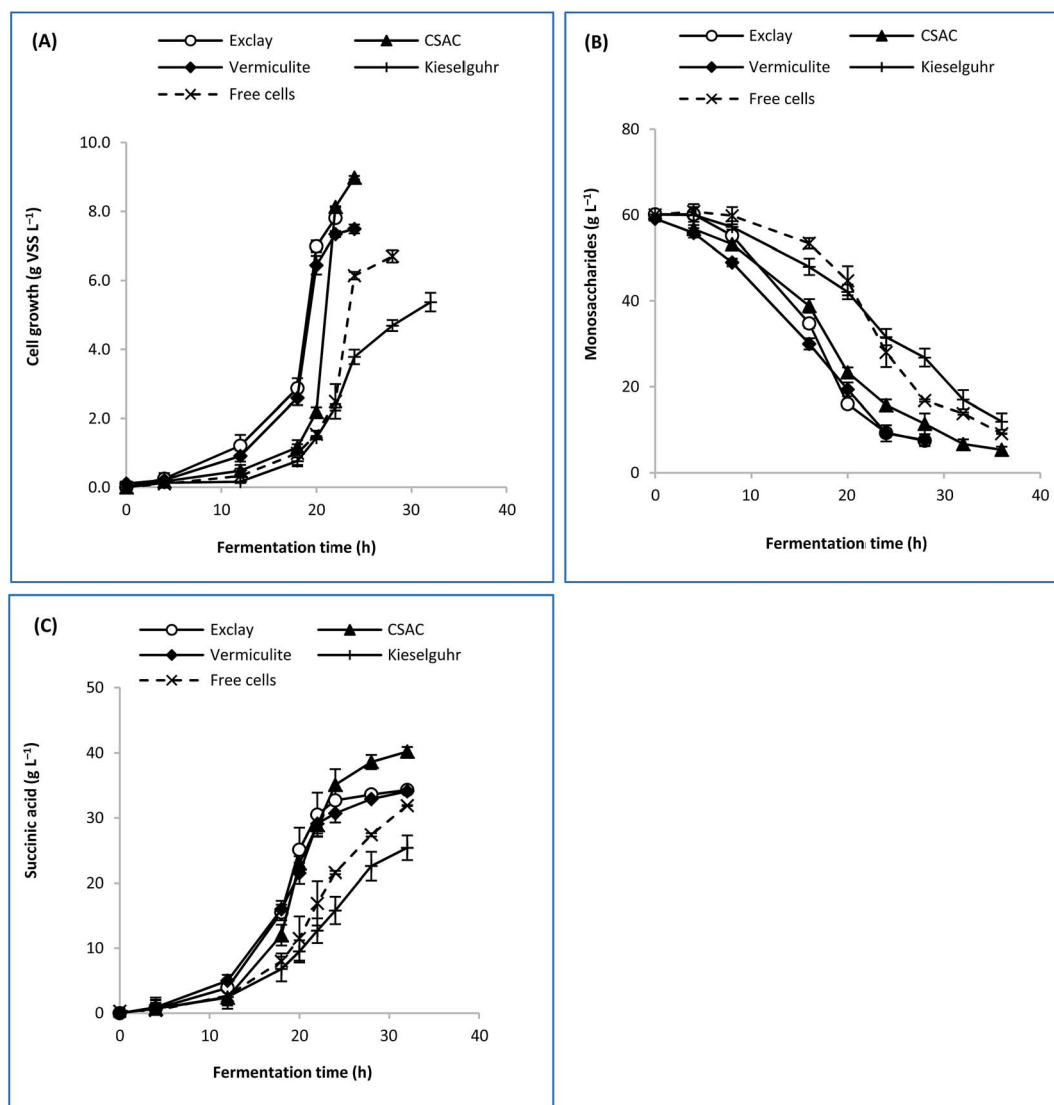 (A)
Exclay CSAC
Vermiculite Kieselguhr
Free cells
10.0
8.0
6.0
4.0
2.0
0.0
0 10 20 30 40
Cell growth (g VSS L⁻¹)
Fermentation time (h)
(B)
Exclay CSAC
Vermiculite Kieselguhr
Free cells
80
60
40
20
0
0 10 20 30 40
Monosaccharides (g L⁻¹)
Fermentation time (h)
(C)
Exclay CSAC
Vermiculite Kieselguhr
Free cells
50
40
30
20
10
0
0 10 20 30 40
Succinic acid (g L⁻¹)
Fermentation time (h)